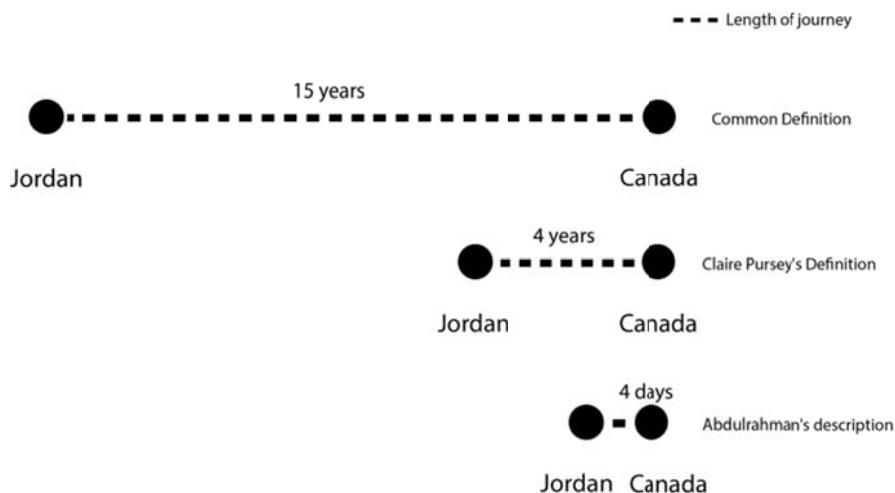 Length of journey
15 years
Common Definition
Jordan Canada
4 years
Claire Pursey's Definition
Jordan Canada
4 days
Abdulrahman's description
Jordan Canada